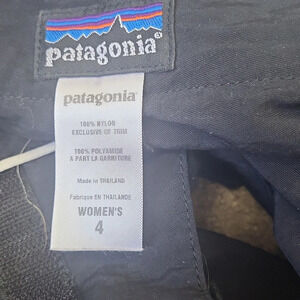 patagonia®
patagonia®
100% NYLON
EXCLUSIVE OF TRIM
100% POLYAMIDE
A PART LA GARNITURE
Made in THAILAND
Fabriqué EN THAILANDE
WOMEN'S
4